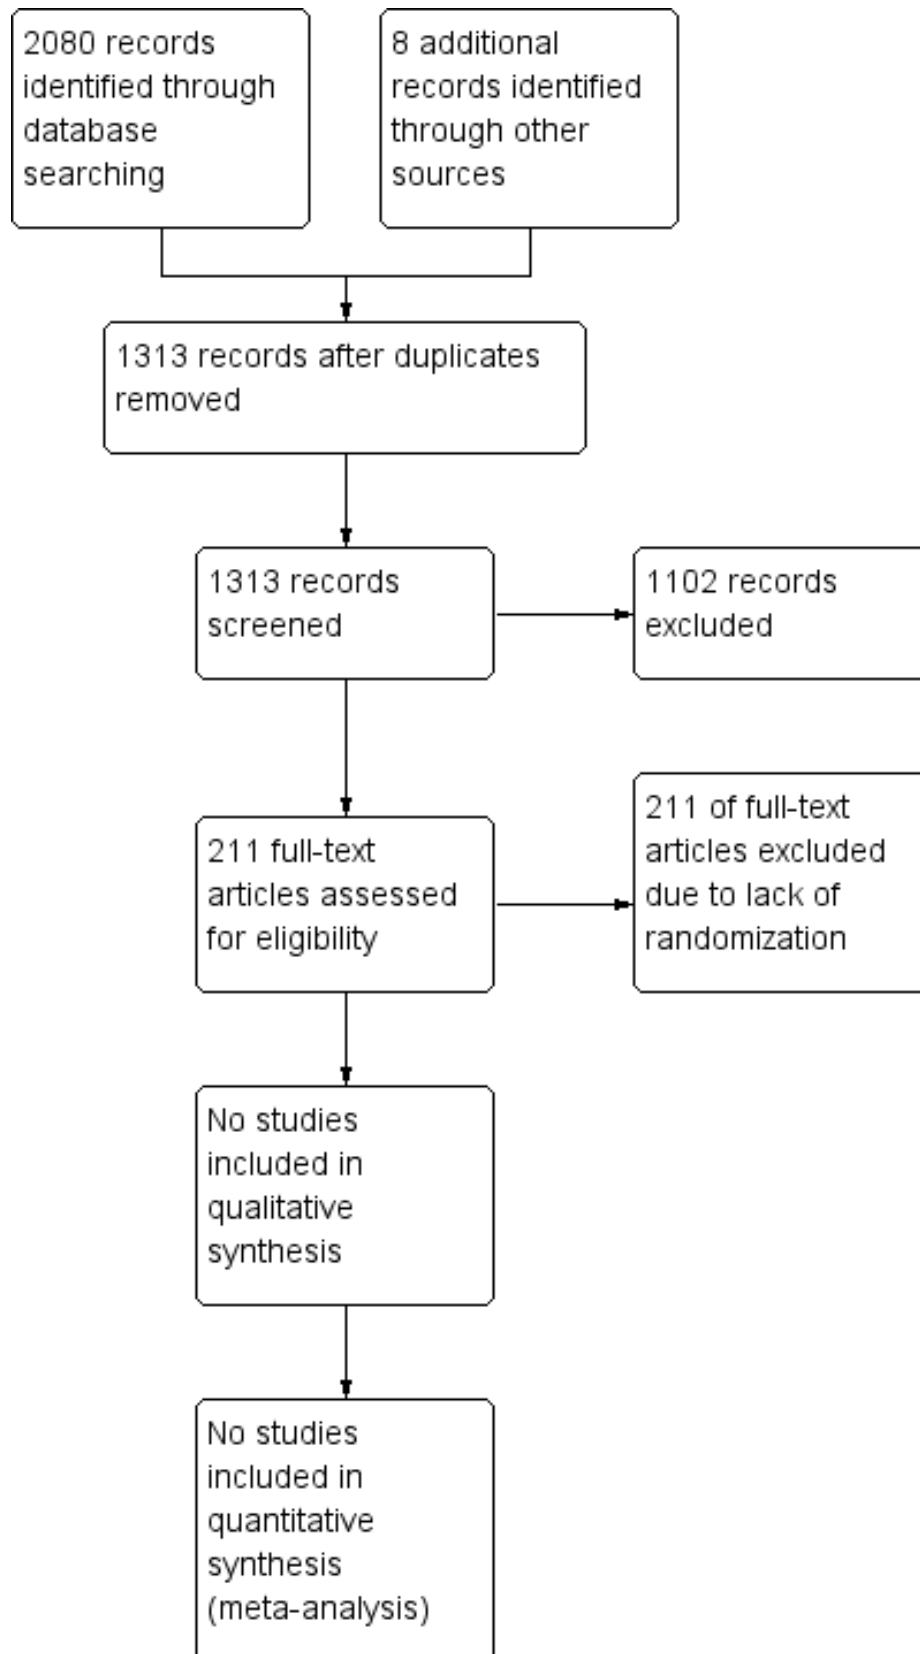 2080 records
identified through
database
searching
8 additional
records identified
through other
sources
1313 records after duplicates
removed
1313 records
screened
1102 records
excluded
211 full-text
articles assessed
for eligibility
211 of full-text
articles excluded
due to lack of
randomization
No studies
included in
qualitative
synthesis
No studies
included in
quantitative
synthesis
(meta-analysis)